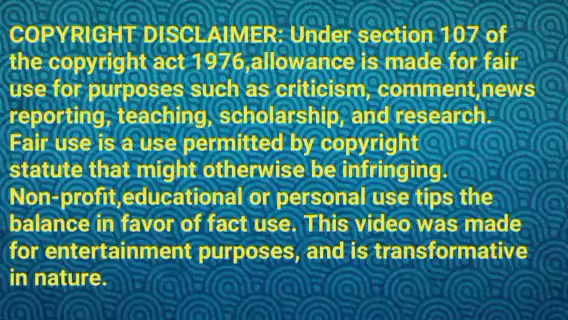 COPYRIGHT DISCLAIMER: Under section 107 of
the copyright act 1976,allowance is made for fair
use for purposes such as criticism, comment,news
reporting, teaching, scholarship, and research.
Fair use is a use permitted by copyright
statute that might otherwise be infringing.
Non-profit,educational or personal use tips the
balance in favor of fact use. This video was made
for entertainment purposes, and is transformative
in nature.